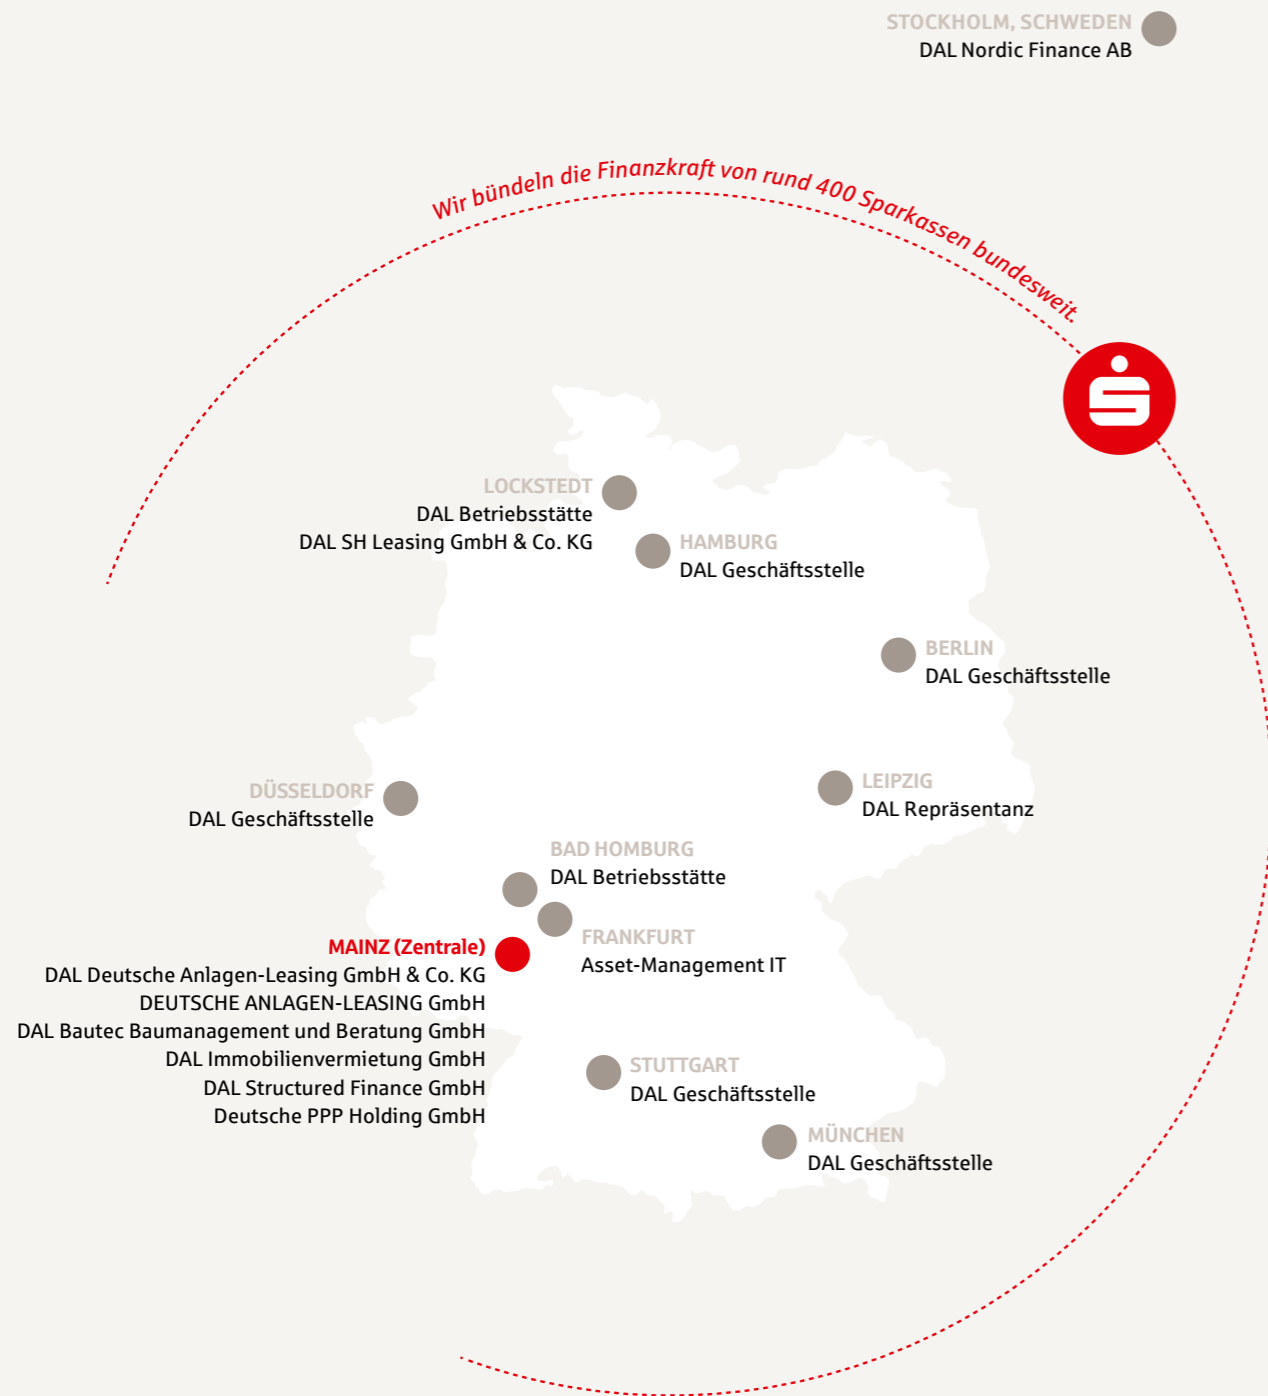 STOCKHOLM, SCHWEDEN
DAL Nordic Finance AB
Wir bündeln die Finanzkraft von rund 400 Sparkassen bundesweit.
LOCKSTEDT
DAL Betriebsstätte
DAL SH Leasing GmbH & Co. KG
HAMBURG
DAL Geschäftsstelle
BERLIN
DAL Geschäftsstelle
DÜSSELDORF
DAL Geschäftsstelle
LEIPZIG
DAL Repräsentanz
BAD HOMBURG
DAL Betriebsstätte
FRANKFURT
Asset-Management IT
MAINZ (Zentrale)
DAL Deutsche Anlagen-Leasing GmbH & Co. KG
DEUTSCHE ANLAGEN-LEASING GmbH
DAL Bautec Baumanagement und Beratung GmbH
DAL Immobilienvermietung GmbH
DAL Structured Finance GmbH
Deutsche PPP Holding GmbH
STUTTGART
DAL Geschäftsstelle
MÜNCHEN
DAL Geschäftsstelle